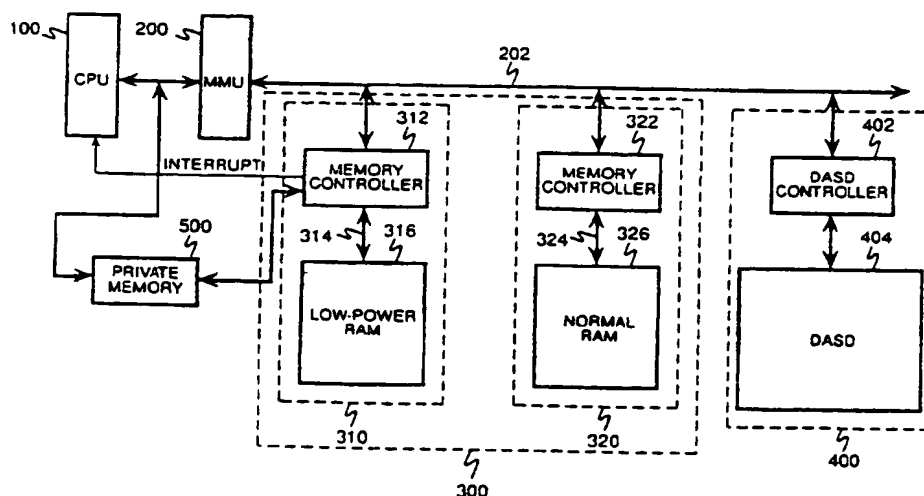 100
200
CPU
MMU
202
312
322
402
INTERRUPT
MEMORY
CONTROLLER
MEMORY
CONTROLLER
DASD
CONTROLLER
500
314
316
324
326
404
PRIVATE
MEMORY
LOW-POWER
RAM
NORMAL
RAM
DASD
310
320
400
300